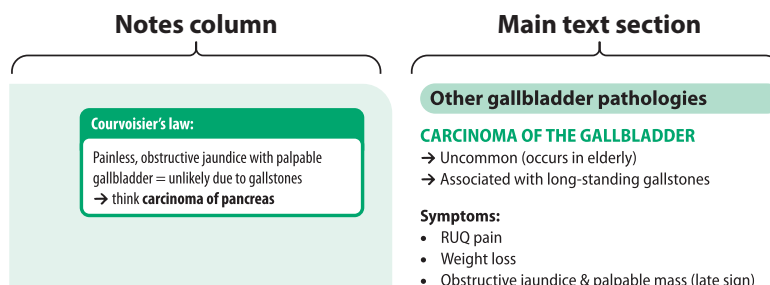 Notes column
Main text section
Courvoisier's law:
Painless, obstructive jaundice with palpable
gallbladder = unlikely due to gallstones
→ think carcinoma of pancreas
Other gallbladder pathologies
CARCINOMA OF THE GALLBLADDER
→ Uncommon (occurs in elderly)
→ Associated with long-standing gallstones
Symptoms:
• RUQ pain
• Weight loss
• Obstructive jaundice & palpable mass (late sign)